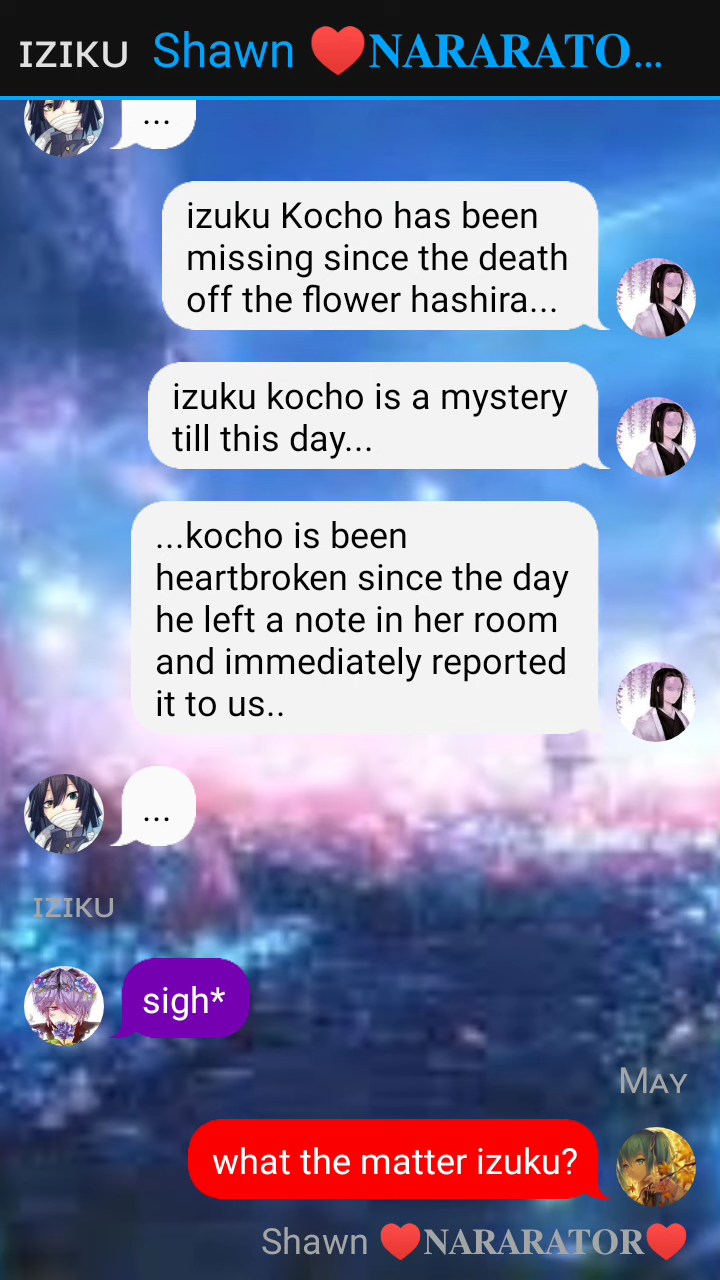 IZIKU Shawn ❤️NARARATO...
...
izuku Kocho has been
missing since the death
off the flower hashira...
izuku kocho is a mystery
till this day...
...kocho is been
heartbroken since the day
he left a note in her room
and immediately reported
it to us..
...
IZIKU
sigh*
MAY
what the matter izuku?
Shawn ❤️NARARATOR❤️